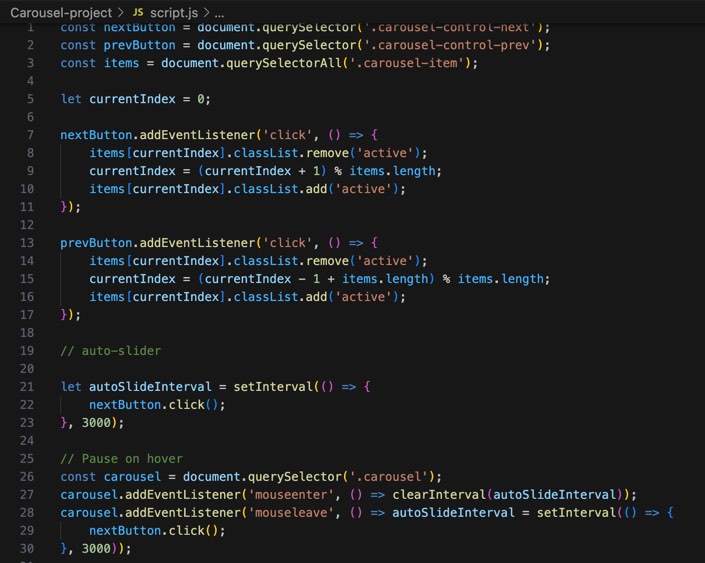 Carousel-project > JS script.js > ...
1 const nextButton = document.querySelector('.carousel-control-next');
2 const prevButton = document.querySelector('.carousel-control-prev');
3 const items = document.querySelectorAll('.carousel-item');
4
5 let currentIndex = 0;
6
7 nextButton.addEventListener('click', () => {
8     items[currentIndex].classList.remove('active');
9     currentIndex = (currentIndex + 1) % items.length;
10     items[currentIndex].classList.add('active');
11 });
12
13 prevButton.addEventListener('click', () => {
14     items[currentIndex].classList.remove('active');
15     currentIndex = (currentIndex - 1 + items.length) % items.length;
16     items[currentIndex].classList.add('active');
17 });
18
19 // auto-slider
20
21 let autoSlideInterval = setInterval(() => {
22     nextButton.click();
23 }, 3000);
24
25 // Pause on hover
26 const carousel = document.querySelector('.carousel');
27 carousel.addEventListener('mouseenter', () => clearInterval(autoSlideInterval));
28 carousel.addEventListener('mouseleave', () => autoSlideInterval = setInterval(() => {
29     nextButton.click();
30 }, 3000));